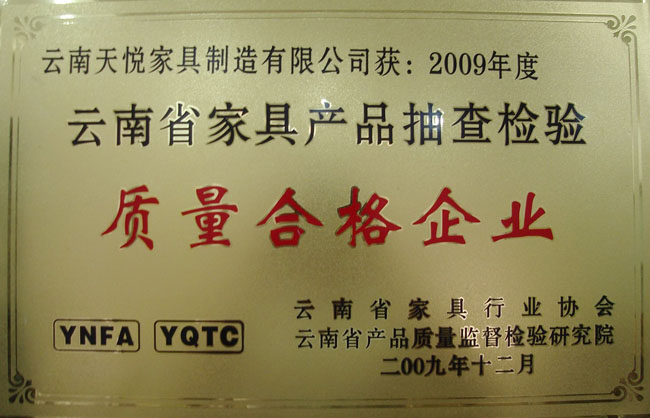 云南天悦家具制造有限公司获：2009年度
云南省家具产品抽查检验
质量合格企业
YNFA YQTC
云南省家具行业协会
云南省产品质量监督检验研究院
二00九年十二月